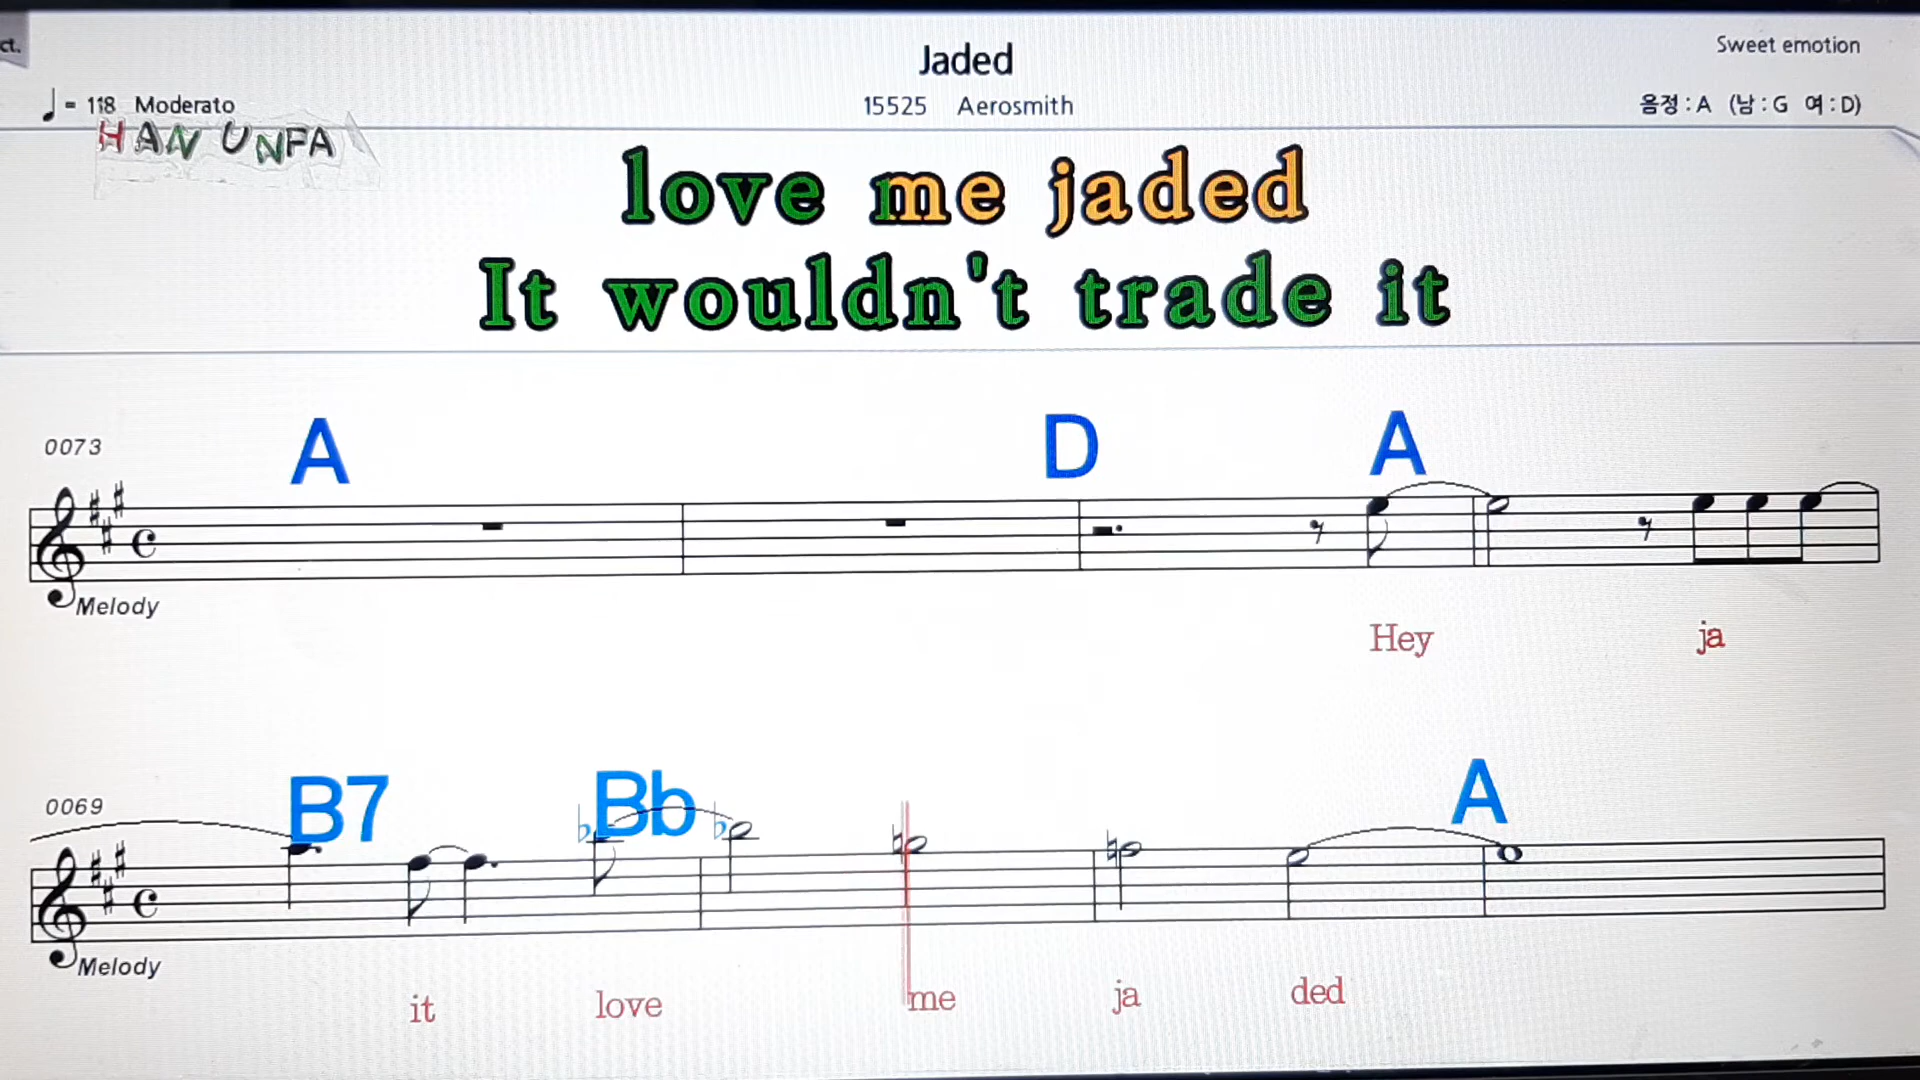 ct.
Jaded
Sweet emotion
♩ = 118 Moderato
15525 Aerosmith
음정 : A (남 : G 여 : D)
HAN UNFA
love me jaded
It wouldn't trade it
0073
A D A
Melody
Hey ja
0069
B7 Bb A
Melody
it love me ja ded